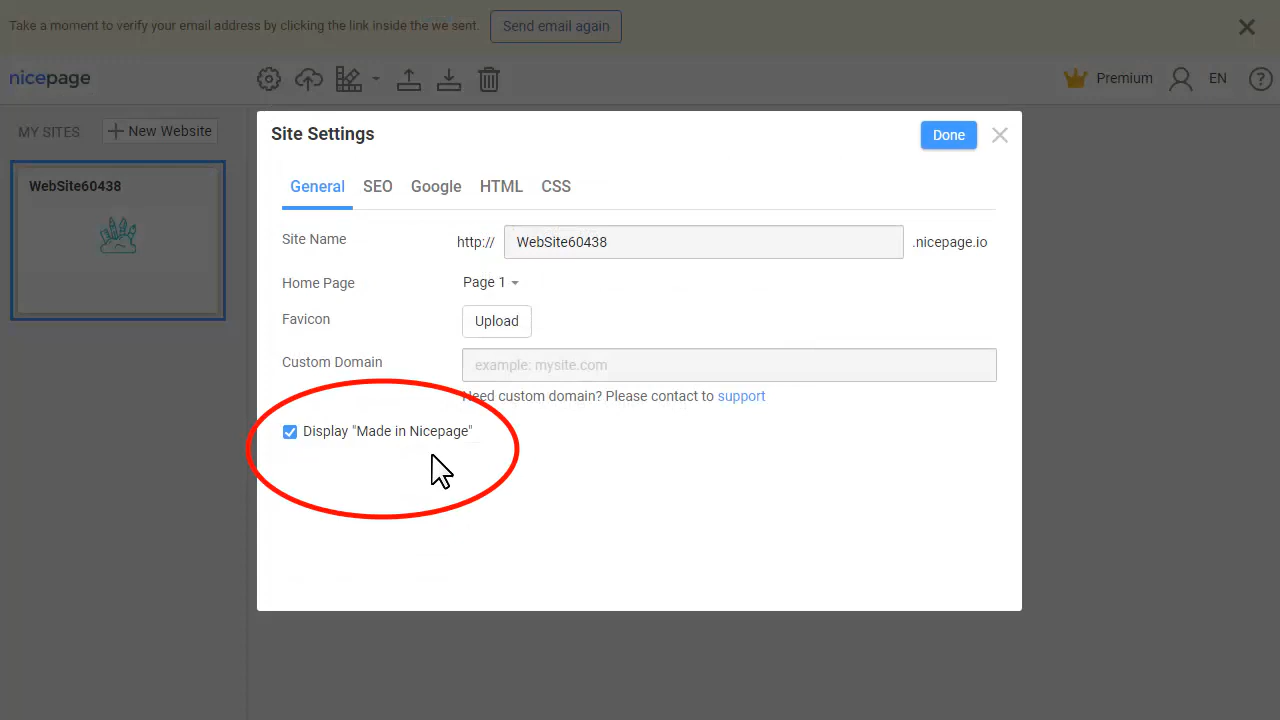 Take a moment to verify your email address by clicking the link inside the we sent. Send email again
nicepage
Premium EN
MY SITES New Website
WebSite60438
Site Settings Done
General SEO Google HTML CSS
Site Name http:// WebSite60438 .nicepage.io
Home Page Page 1
Favicon Upload
Custom Domain example: mysite.com
Need custom domain? Please contact to support
Display "Made in Nicepage"